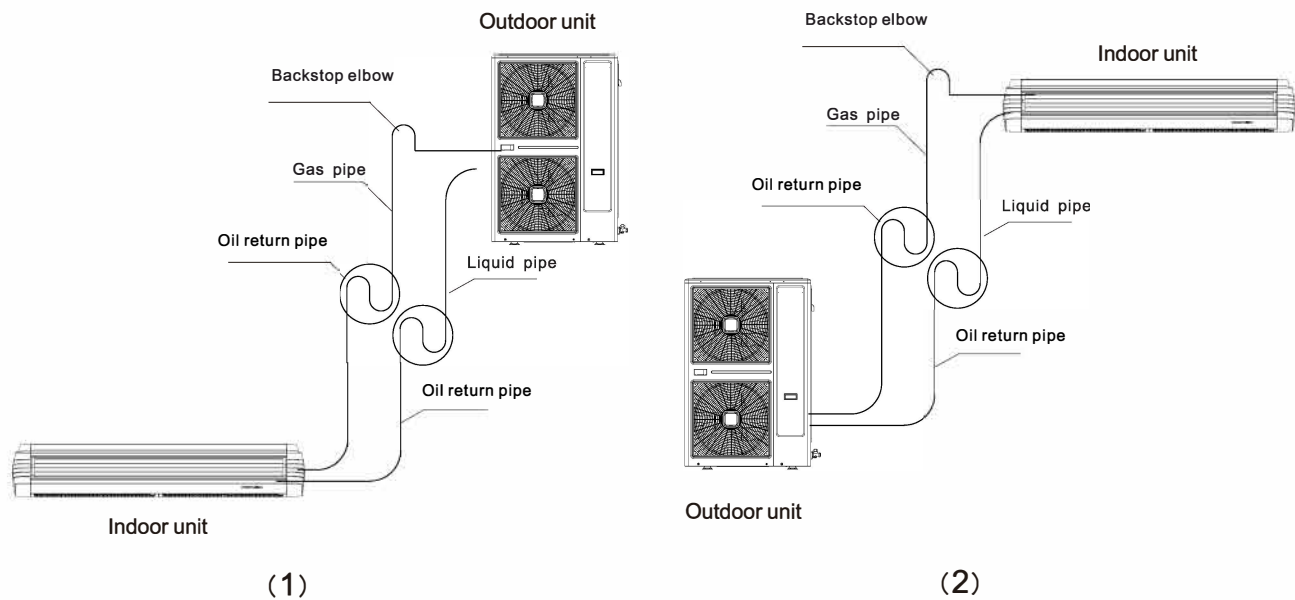 Outdoor unit
Backstop elbow
Gas pipe
Oil return pipe
Liquid pipe
Oil return pipe
Indoor unit
(1)
Backstop elbow
Indoor unit
Gas pipe
Oil return pipe
Liquid pipe
Oil return pipe
Outdoor unit
(2)